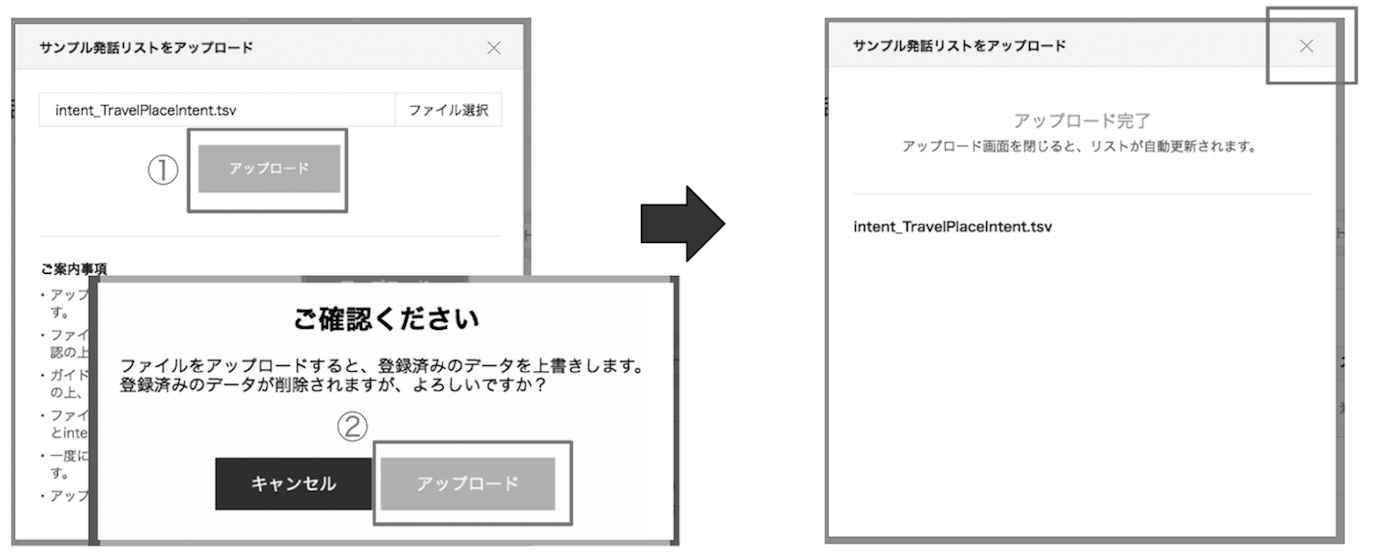 サンプル発話リストをアップロード
intent_TravelPlaceIntent.tsv
ファイル選択
①
アップロード
ご案内事項
・アップ
す。
・ファイ
認の上
・ガイド
の上、
・ファイ
とinte
・一度に
す。
・アップ
ご確認ください
ファイルをアップロードすると、登録済みのデータを上書きします。
登録済みのデータが削除されますが、よろしいですか？
②
キャンセル
アップロード
サンプル発話リストをアップロード
アップロード完了
アップロード画面を閉じると、リストが自動更新されます。
intent_TravelPlaceIntent.tsv